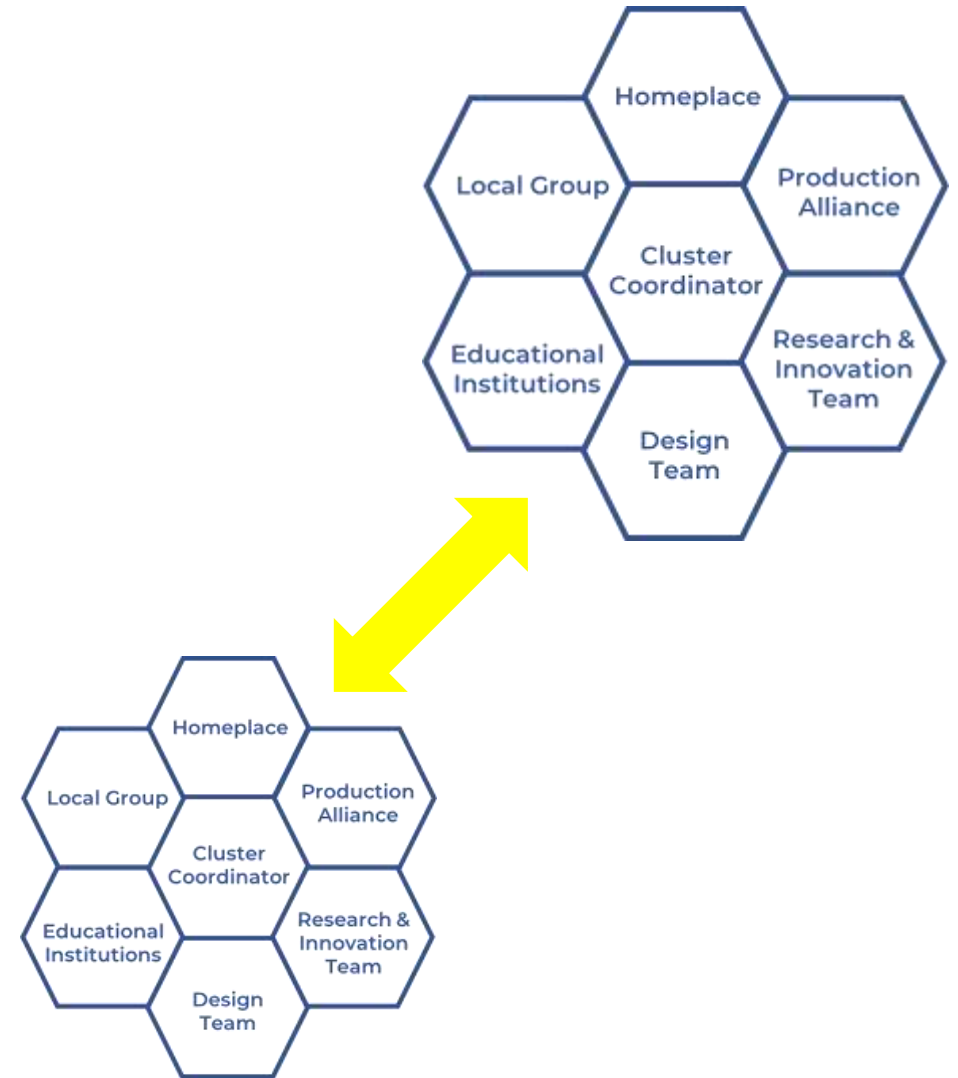 Homeplace
Local Group
Production
Alliance
Cluster
Coordinator
Educational
Institutions
Research &
Innovation
Team
Design
Team
Homeplace
Local Group
Production
Alliance
Cluster
Coordinator
Educational
Institutions
Research &
Innovation
Team
Design
Team